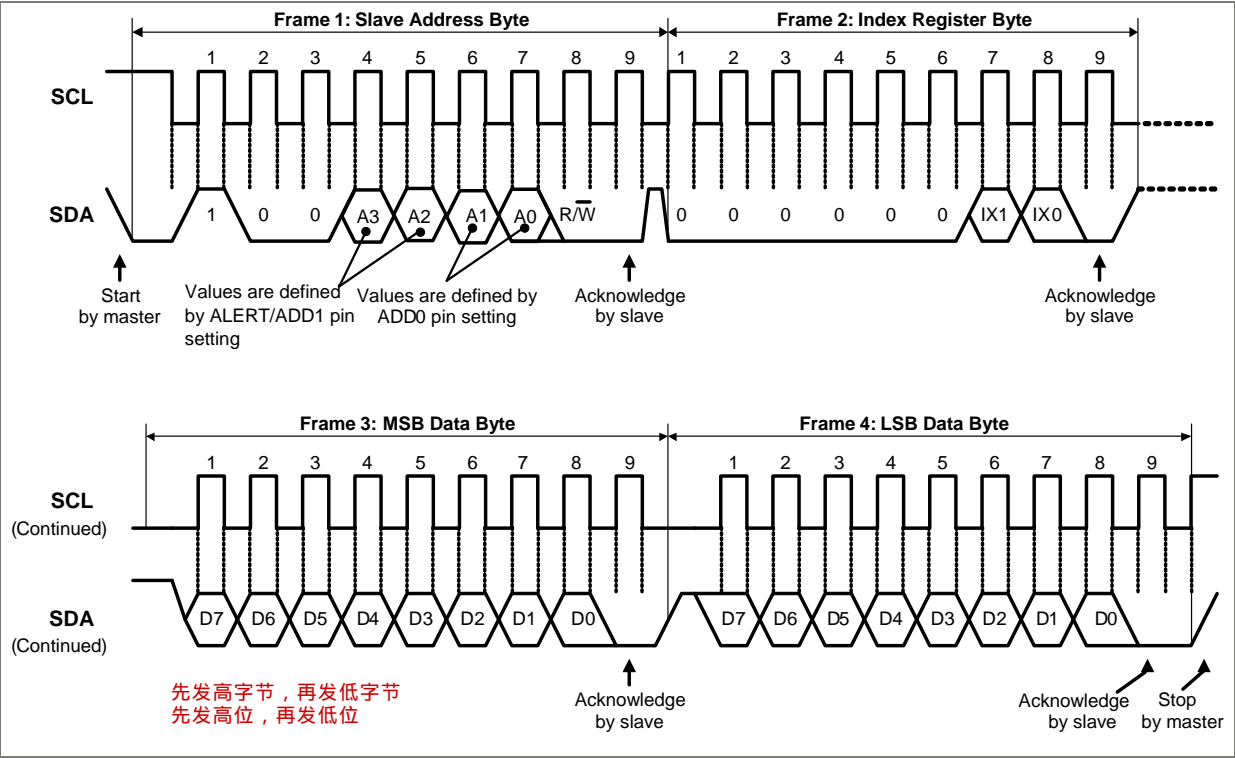 Frame 1: Slave Address Byte
Frame 2: Index Register Byte
1 2 3 4 5 6 7 8 9 1 2 3 4 5 6 7 8 9
SCL
SDA
1 0 0 A3 A2 A1 A0 R/W̅ 0 0 0 0 0 0 IX1 IX0
Start
by master
Values are defined
by ALERT/ADD1 pin
setting
Values are defined by
ADD0 pin setting
Acknowledge
by slave
Acknowledge
by slave
Frame 3: MSB Data Byte
Frame 4: LSB Data Byte
1 2 3 4 5 6 7 8 9 1 2 3 4 5 6 7 8 9
SCL
(Continued)
SDA
(Continued)
D7 D6 D5 D4 D3 D2 D1 D0 D7 D6 D5 D4 D3 D2 D1 D0
先发高字节，再发低字节
先发高位，再发低位
Acknowledge
by slave
Acknowledge
by slave
Stop
by master